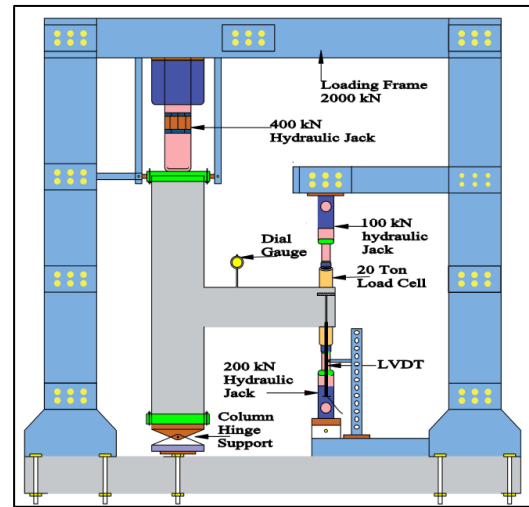 Loading Frame
2000 kN
400 kN
Hydraulic Jack
100 kN
hydraulic
Jack
Dial
Gauge
20 Ton
Load Cell
LVDT
200 kN
Hydraulic
Jack
Column
Hinge
Support